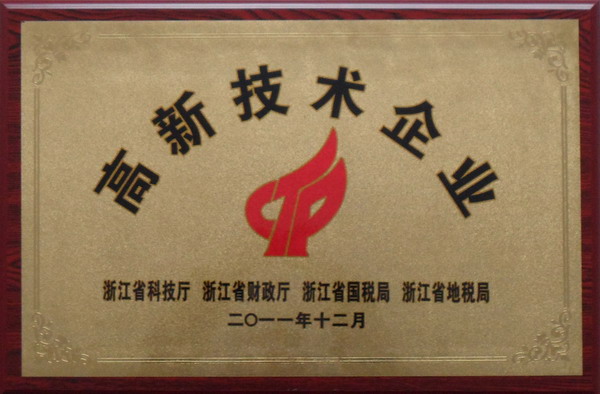 高新技术企业
浙江省科技厅 浙江省财政厅 浙江省国税局 浙江省地税局
二〇一一年十二月